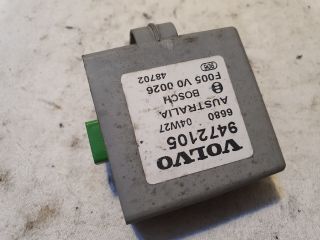 VOLVO
9472105
6680 04W27
AUSTRALIA
BOSCH
F005 V0 0026
48702